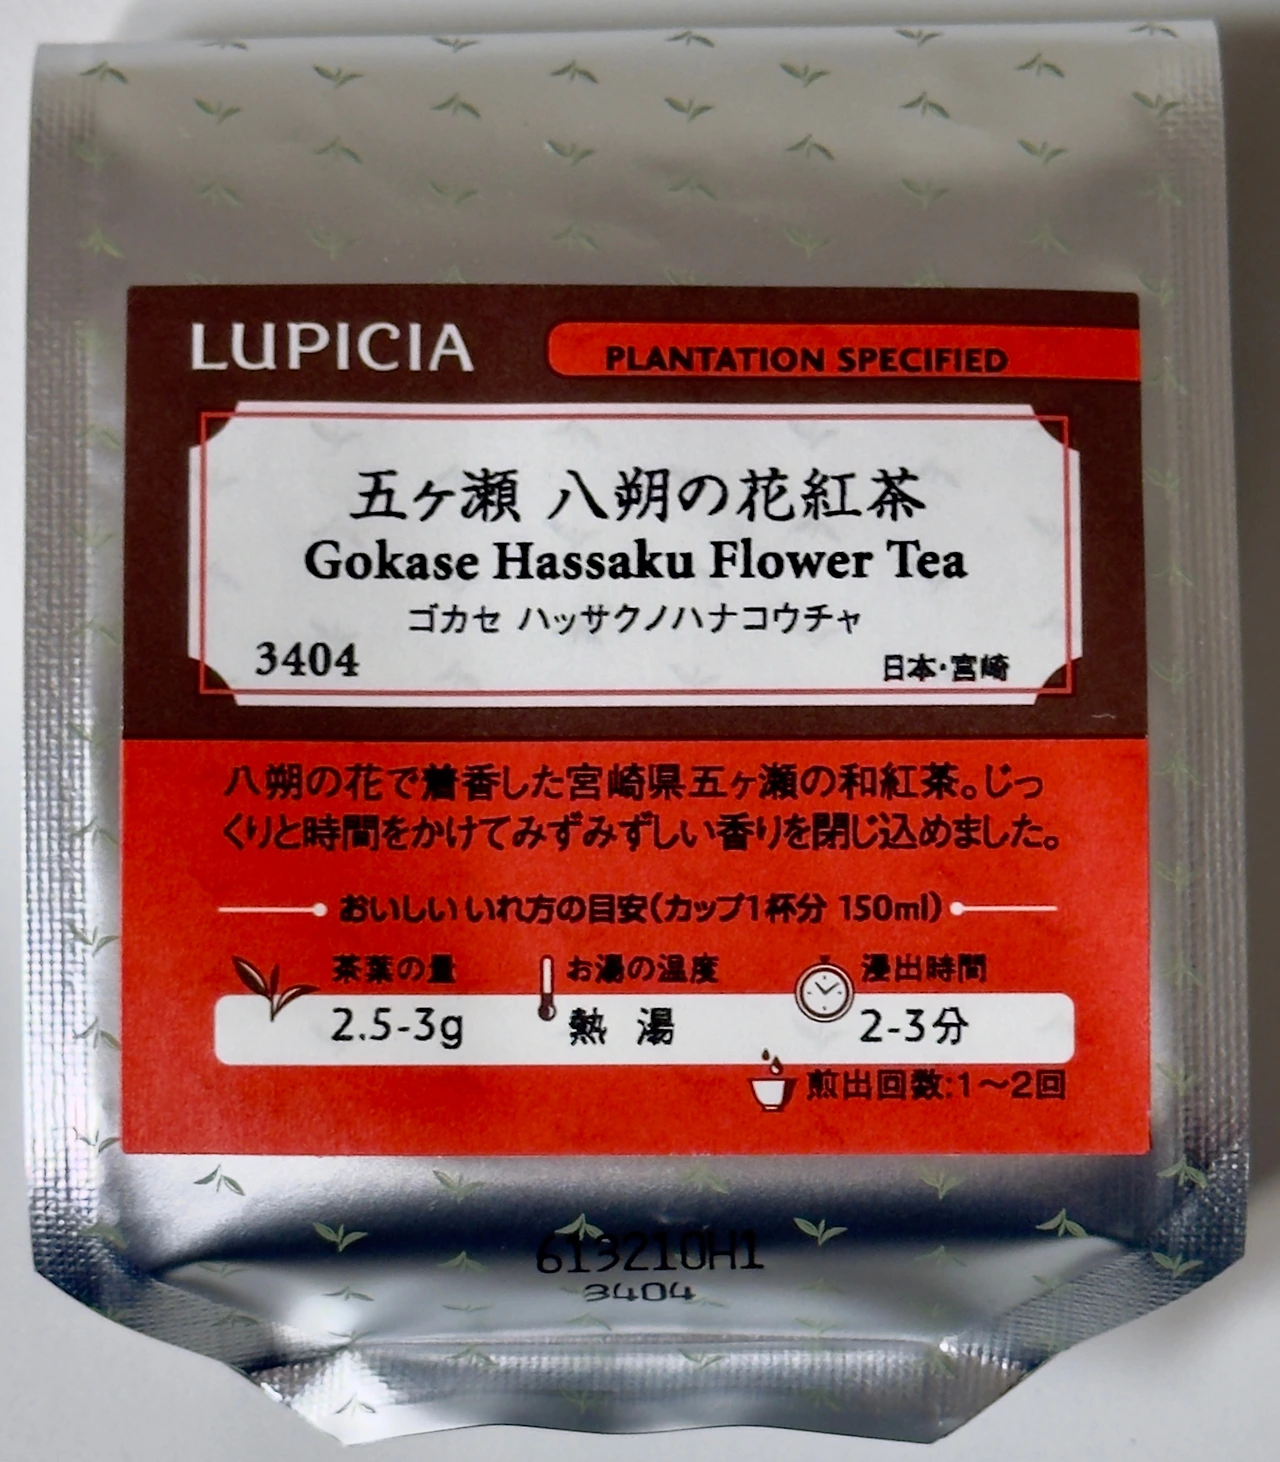 LUPICIA
PLANTATION SPECIFIED
五ヶ瀬 八朔の花紅茶
Gokase Hassaku Flower Tea
ゴカセ ハッサクノハナコウチャ
3404
日本・宮崎
八朔の花で着香した宮崎県五ヶ瀬の和紅茶。じっ
くりと時間をかけてみずみずしい香りを閉じ込めました。
おいしいいれ方の目安(カップ1杯分 150ml)
茶葉の量 お湯の温度 浸出時間
2.5-3g 熱 湯 2-3分
煎出回数:1〜2回
613210H1
3404